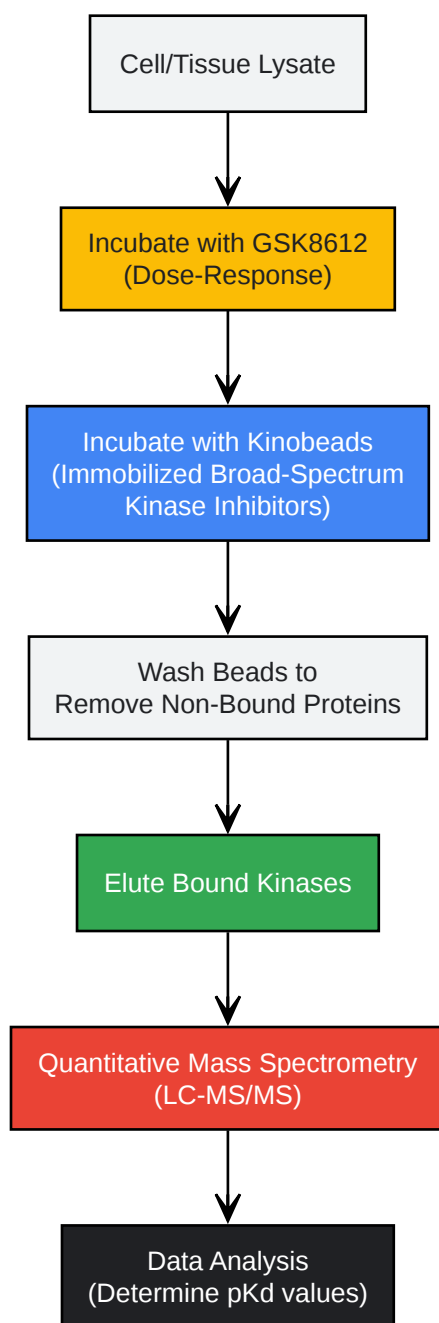 Cell/Tissue Lysate
Incubate with GSK8612
(Dose-Response)
Incubate with Kinobeads
(Immobilized Broad-Spectrum
Kinase Inhibitors)
Wash Beads to
Remove Non-Bound Proteins
Elute Bound Kinases
Quantitative Mass Spectrometry
(LC-MS/MS)
Data Analysis
(Determine pKd values)